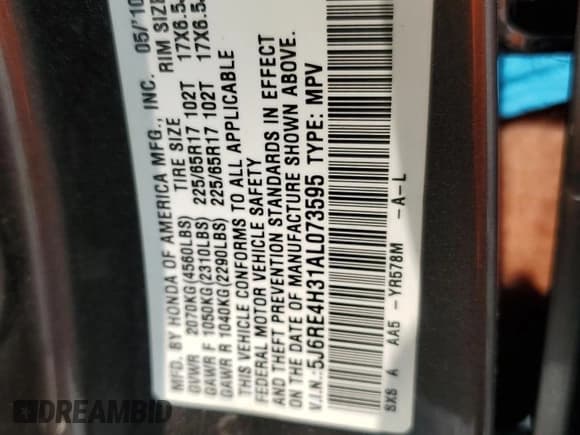 MFD. BY HONDA OF AMERICA MFG., INC. 05/10
GVWR 2070KG(4560LBS) TIRE SIZE RIM SIZE
GAWR F 1050KG(2310LBS) 225/65R17 102T 17X6.5
GAWR R 1040KG(2290LBS) 225/65R17 102T 17X6.5
THIS VEHICLE CONFORMS TO ALL APPLICABLE
FEDERAL MOTOR VEHICLE SAFETY
AND THEFT PREVENTION STANDARDS IN EFFECT
ON THE DATE OF MANUFACTURE SHOWN ABOVE.
V.I.N.: 5J6RE4H31AL073595 TYPE: MPV
SXS A AA5 -YR578M -A-L
DREAMBID